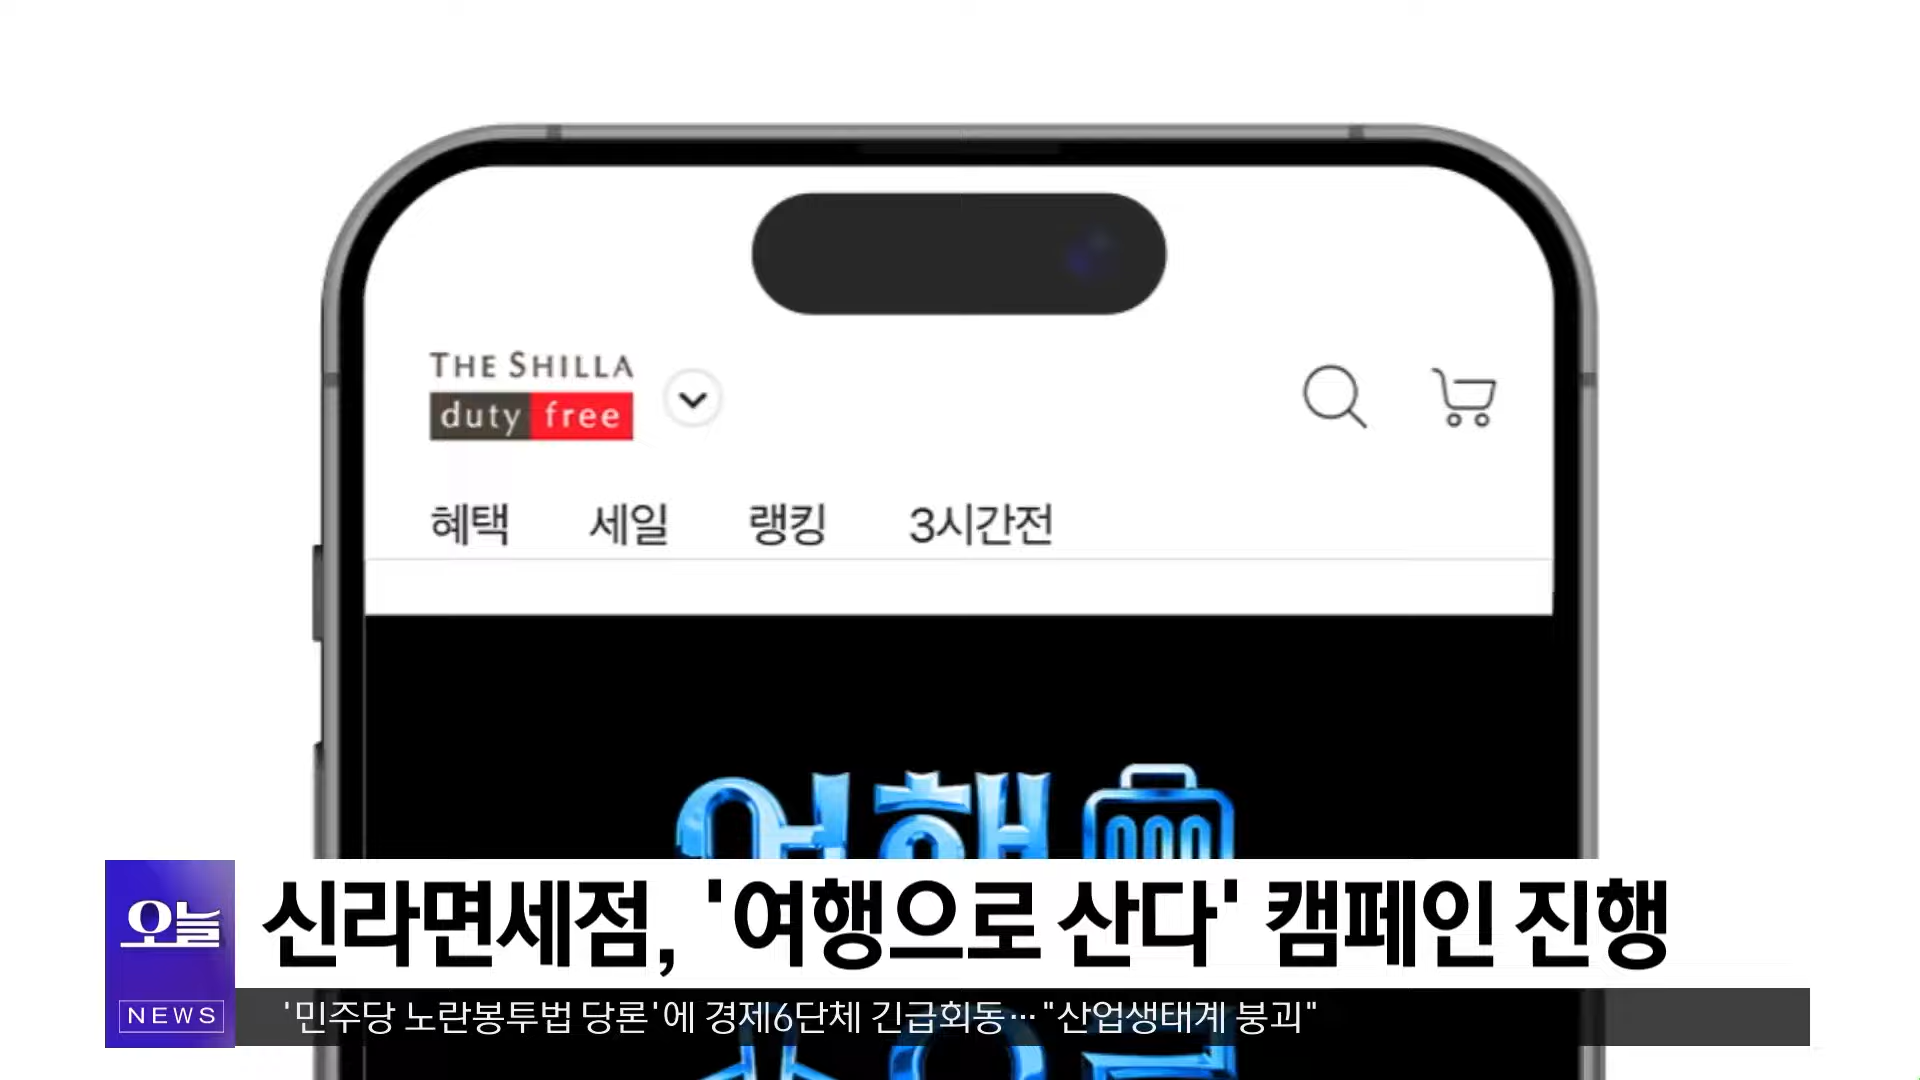 THE SHILLA
duty free
혜택 세일 랭킹 3시간전
여행
오늘
NEWS
신라면세점, '여행으로 산다' 캠페인 진행
'민주당 노란봉투법 당론'에 경제6단체 긴급회동…"산업생태계 붕괴"